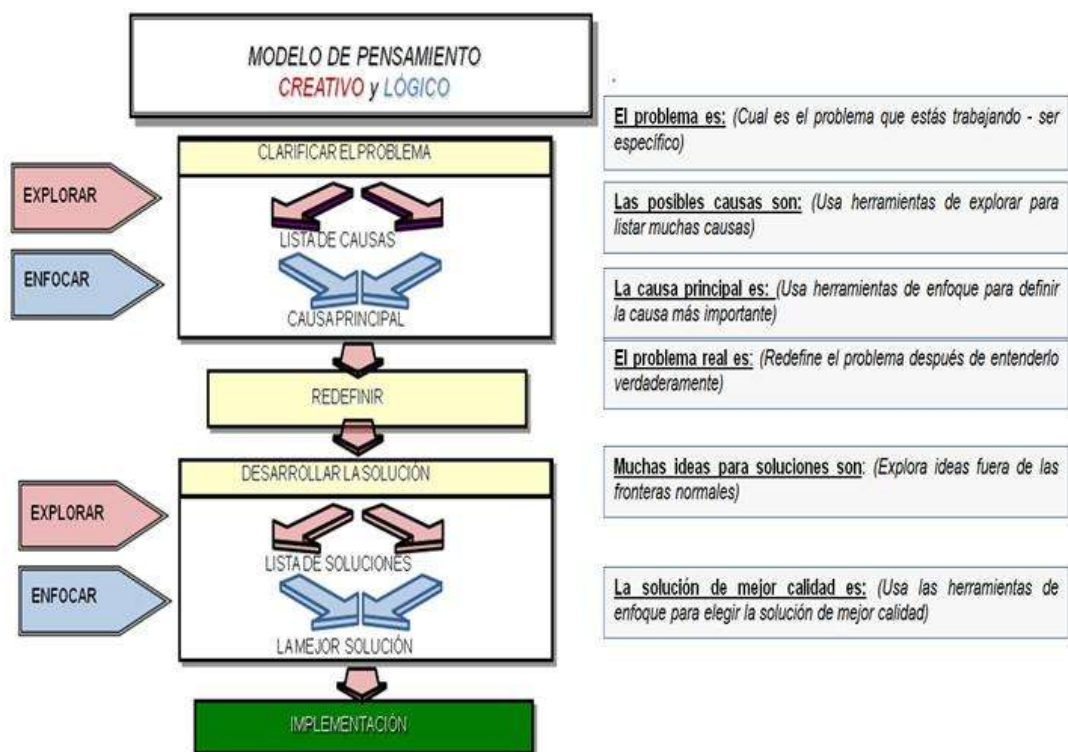 MODELO DE PENSAMIENTO
CREATIVO y LÓGICO
CLARIFICAR EL PROBLEMA
EXPLORAR
LISTA DE CAUSAS
ENFOCAR
CAUSA PRINCIPAL
REDEFINIR
DESARROLLAR LA SOLUCIÓN
EXPLORAR
LISTA DE SOLUCIONES
ENFOCAR
LA MEJOR SOLUCIÓN
IMPLEMENTACIÓN
El problema es: (Cual es el problema que estás trabajando - ser
específico)
Las posibles causas son: (Usa herramientas de explorar para
listar muchas causas)
La causa principal es: (Usa herramientas de enfoque para definir
la causa más importante)
El problema real es: (Redefine el problema después de entenderlo
verdaderamente)
Muchas ideas para soluciones son: (Explora ideas fuera de las
fronteras normales)
La solución de mejor calidad es: (Usa las herramientas de
enfoque para elegir la solución de mejor calidad)